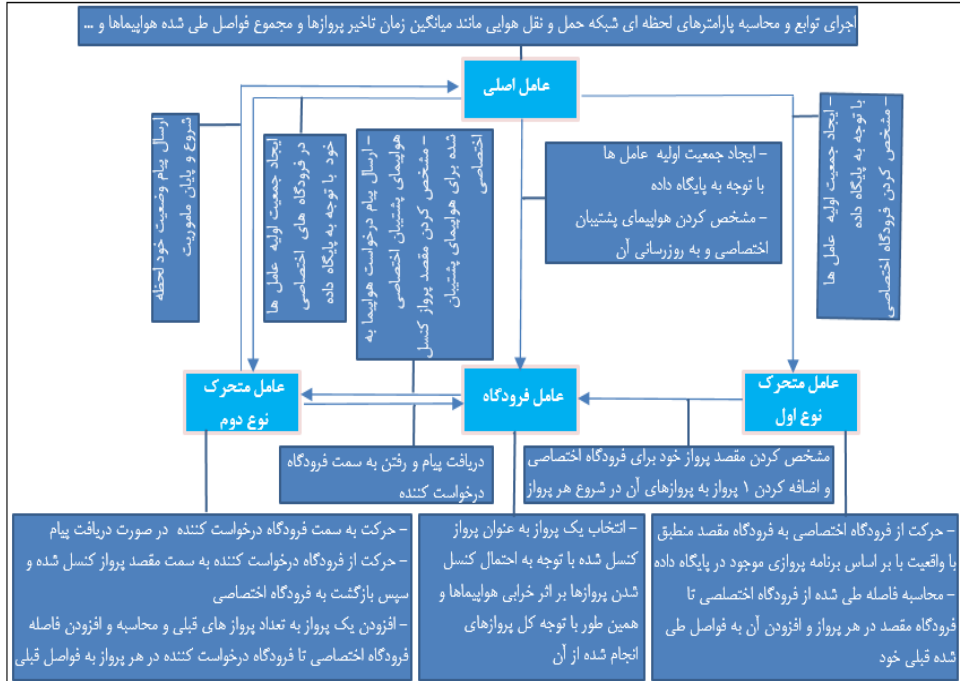 اجرای توابع و محاسبه پارامترهای لحظه ای شبکه حمل و نقل هوایی مانند میانگین زمان تاخیر پروازها و مجموع فواصل طی شده هواپیماها و ...
عامل اصلی
– ایجاد جمعیت اولیه عامل ها
با توجه به پایگاه داده
– مشخص کردن فرودگاه اختصاصی
– ایجاد جمعیت اولیه عامل ها
با توجه به پایگاه داده
– مشخص کردن هواپیمای پشتیبان
اختصاصی و به روزرسانی آن
– ارسال پیام درخواست هواپیما به
هواپیمای پشتیبان اختصاصی
– مشخص کردن مقصد پرواز کنسل
شده برای هواپیمای پشتیبان
اختصاصی
ایجاد جمعیت اولیه عامل ها
در فرودگاه های اختصاصی
خود با توجه به پایگاه داده
ارسال پیام وضعیت خود لحظه
شروع و پایان ماموریت
عامل متحرک
نوع اول
عامل فرودگاه
عامل متحرک
نوع دوم
مشخص کردن مقصد پرواز خود برای فرودگاه اختصاصی
و اضافه کردن ۱ پرواز به پروازهای آن در شروع هر پرواز
دریافت پیام و رفتن به سمت فرودگاه
درخواست کننده
– حرکت از فرودگاه اختصاصی به فرودگاه مقصد منطبق
با واقعیت با بر اساس برنامه پروازی موجود در پایگاه داده
– محاسبه فاصله طی شده از فرودگاه اختصلصی تا
فرودگاه مقصد در هر پرواز و افزودن آن به فواصل طی
شده قبلی خود
– انتخاب یک پرواز به عنوان پرواز
کنسل شده با توجه به احتمال کنسل
شدن پروازها بر اثر خرابی هواپیماها و
همین طور با توجه کل پروازهای
انجام شده از آن
– حرکت به سمت فرودگاه درخواست کننده در صورت دریافت پیام
– حرکت از فرودگاه درخواست کننده به سمت مقصد پرواز کنسل شده و
سپس بازگشت به فرودگاه اختصاصی
– افزودن یک پرواز به تعداد پرواز های قبلی و محاسبه و افزودن فاصله
فرودگاه اختصاصی تا فرودگاه درخواست کننده در هر پرواز به فواصل قبلی